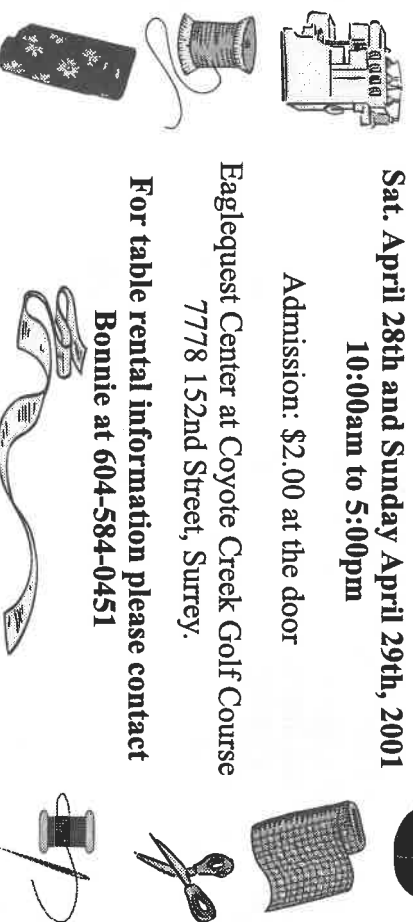 Sat. April 28th and Sunday April 29th, 2001
10:00am to 5:00pm
Admission: $2.00 at the door
Eaglequest Center at Coyote Creek Golf Course
7778 152nd Street, Surrey.
For table rental information please contact
Bonnie at 604-584-0451